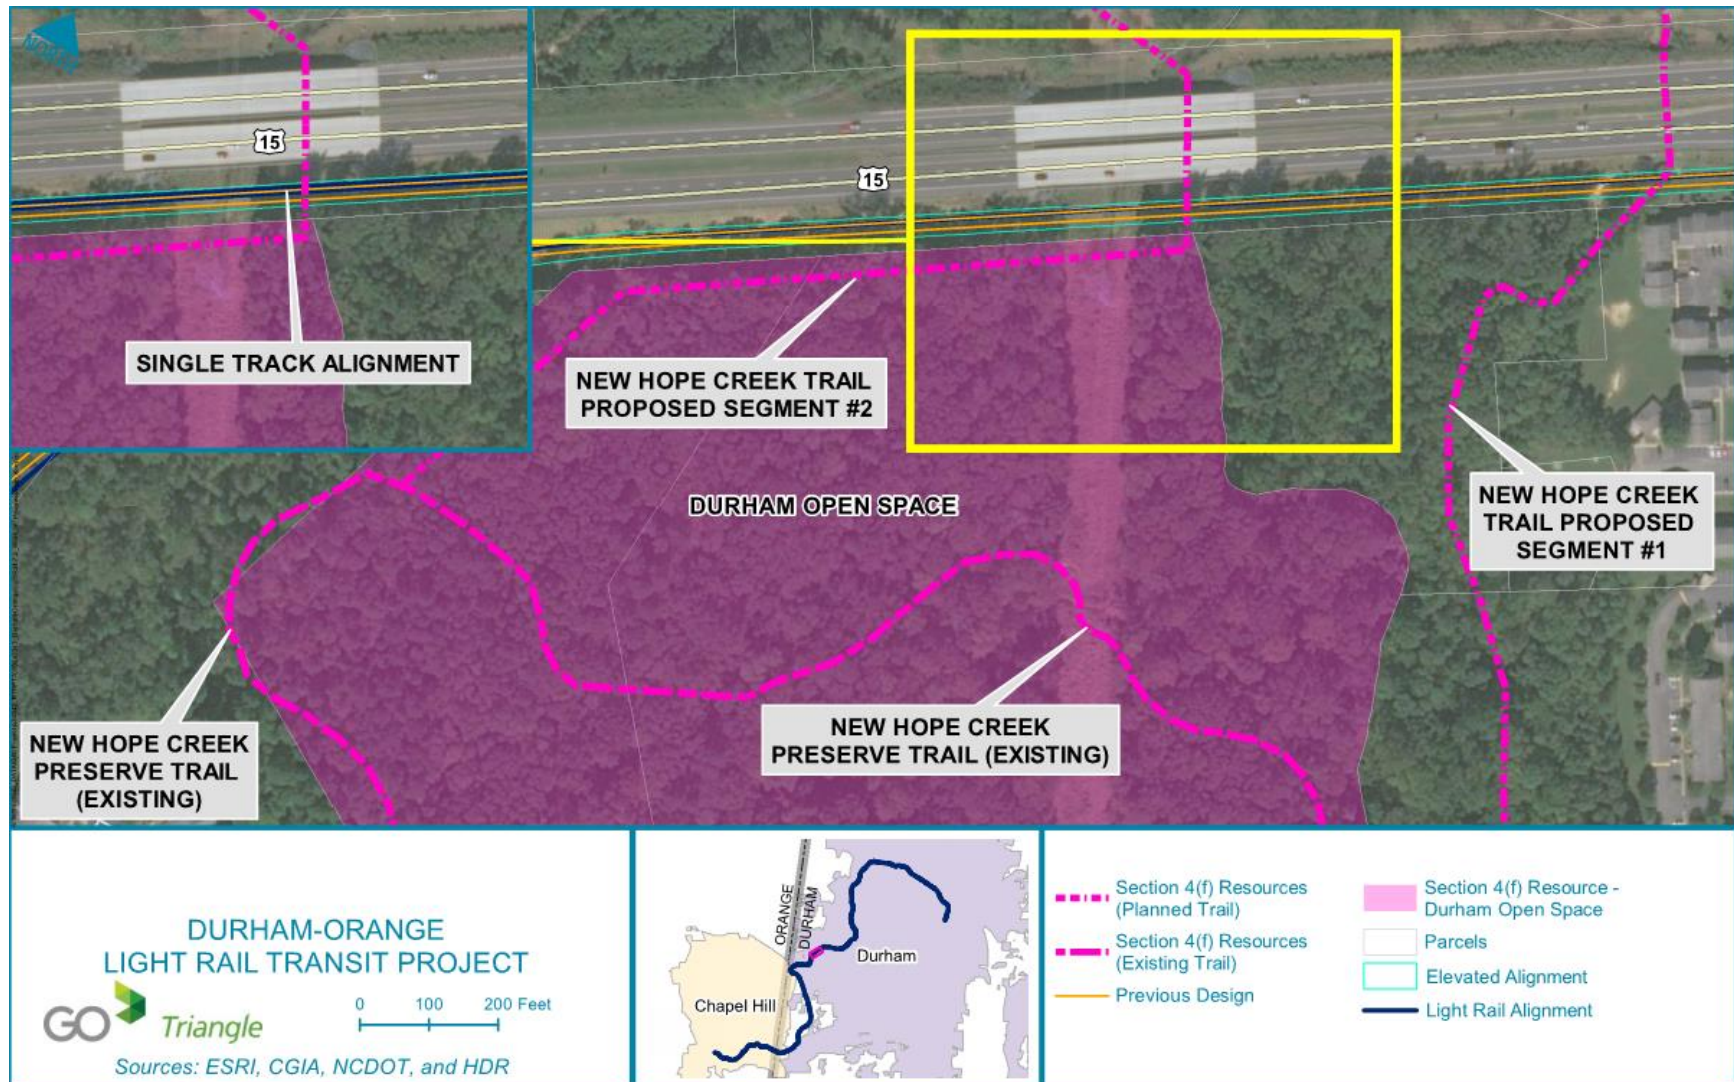 North
15
15
SINGLE TRACK ALIGNMENT
NEW HOPE CREEK TRAIL
PROPOSED SEGMENT #2
DURHAM OPEN SPACE
NEW HOPE CREEK
TRAIL PROPOSED
SEGMENT #1
NEW HOPE CREEK
PRESERVE TRAIL
(EXISTING)
NEW HOPE CREEK
PRESERVE TRAIL (EXISTING)
DURHAM-ORANGE
LIGHT RAIL TRANSIT PROJECT
GO Triangle
0 100 200 Feet
Sources: ESRI, CGIA, NCDOT, and HDR
ORANGE
DURHAM
Durham
Chapel Hill
Section 4(f) Resources
(Planned Trail)
Section 4(f) Resources
(Existing Trail)
Previous Design
Section 4(f) Resource -
Durham Open Space
Parcels
Elevated Alignment
Light Rail Alignment